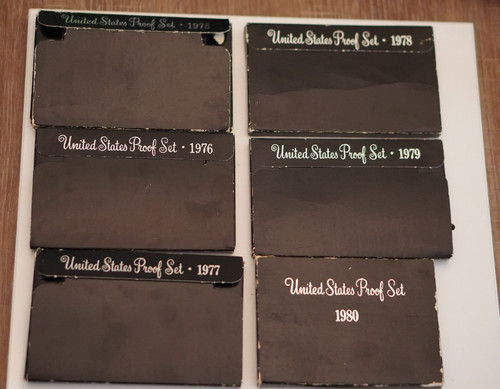 United States Proof Set • 1976
United States Proof Set • 1976
United States Proof Set • 1977
United States Proof Set • 1978
United States Proof Set • 1979
United States Proof Set
1980